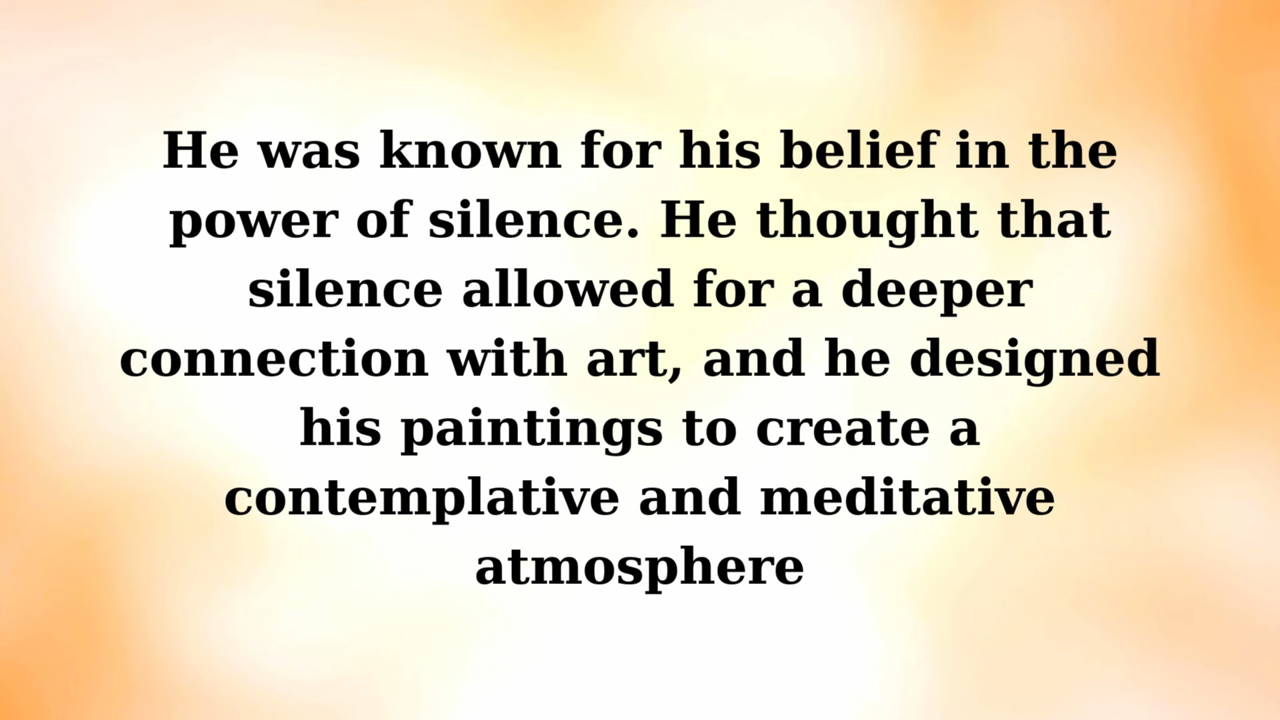 He was known for his belief in the
power of silence. He thought that
silence allowed for a deeper
connection with art, and he designed
his paintings to create a
contemplative and meditative
atmosphere